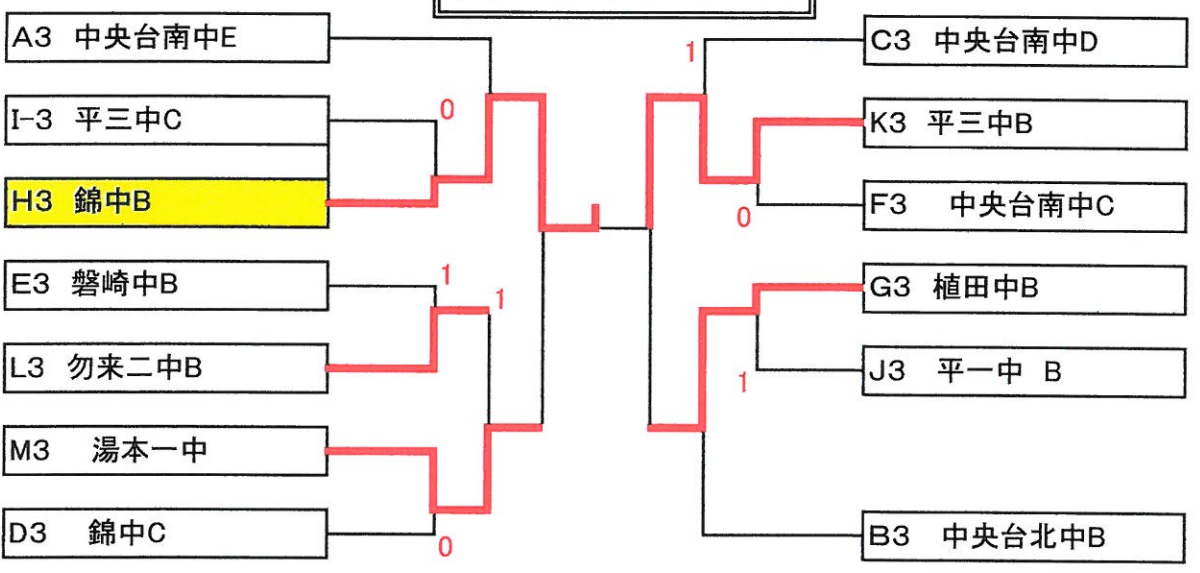 A3 中央台南中E
I-3 平三中C
0
H3 錦中B
E3 磐崎中B
1
1
L3 勿来二中B
M3 湯本一中
D3 錦中C
0
C3 中央台南中D
1
K3 平三中B
F3 中央台南中C
0
G3 植田中B
J3 平一中 B
1
B3 中央台北中B